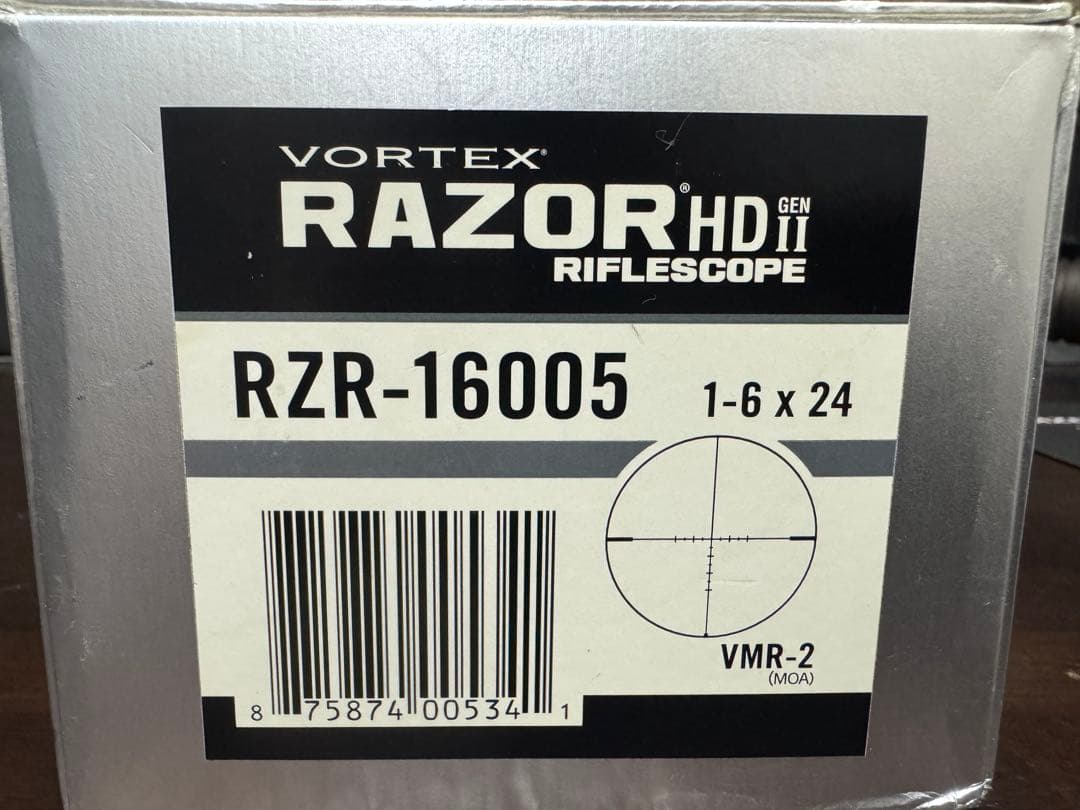 VORTEX®
RAZOR® HD GEN II
RIFLESCOPE
RZR-16005 1-6 x 24
VMR-2
(MOA)
8 75874 00534 1